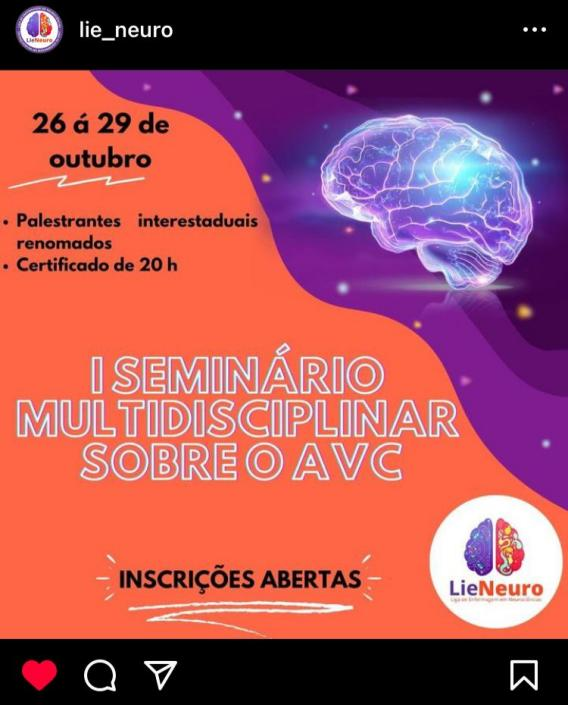 lie_neuro
26 á 29 de
outubro
• Palestrantes interestaduais
renomados
• Certificado de 20 h
I SEMINÁRIO
MULTIDISCIPLINAR
SOBRE O AVC
INSCRIÇÕES ABERTAS
LieNeuro
Liga de Enfermagem em Neurociências